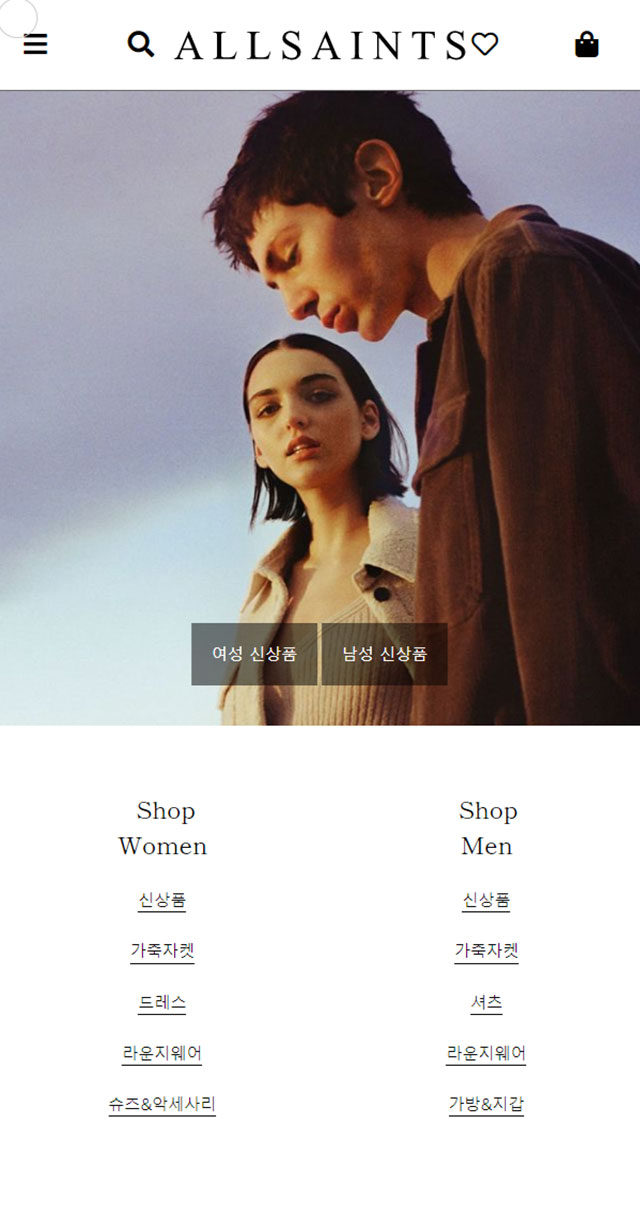 ALLSAINTS
여성 신상품 남성 신상품
Shop
Women
신상품
가죽자켓
드레스
라운지웨어
슈즈&악세사리
Shop
Men
신상품
가죽자켓
셔츠
라운지웨어
가방&지갑